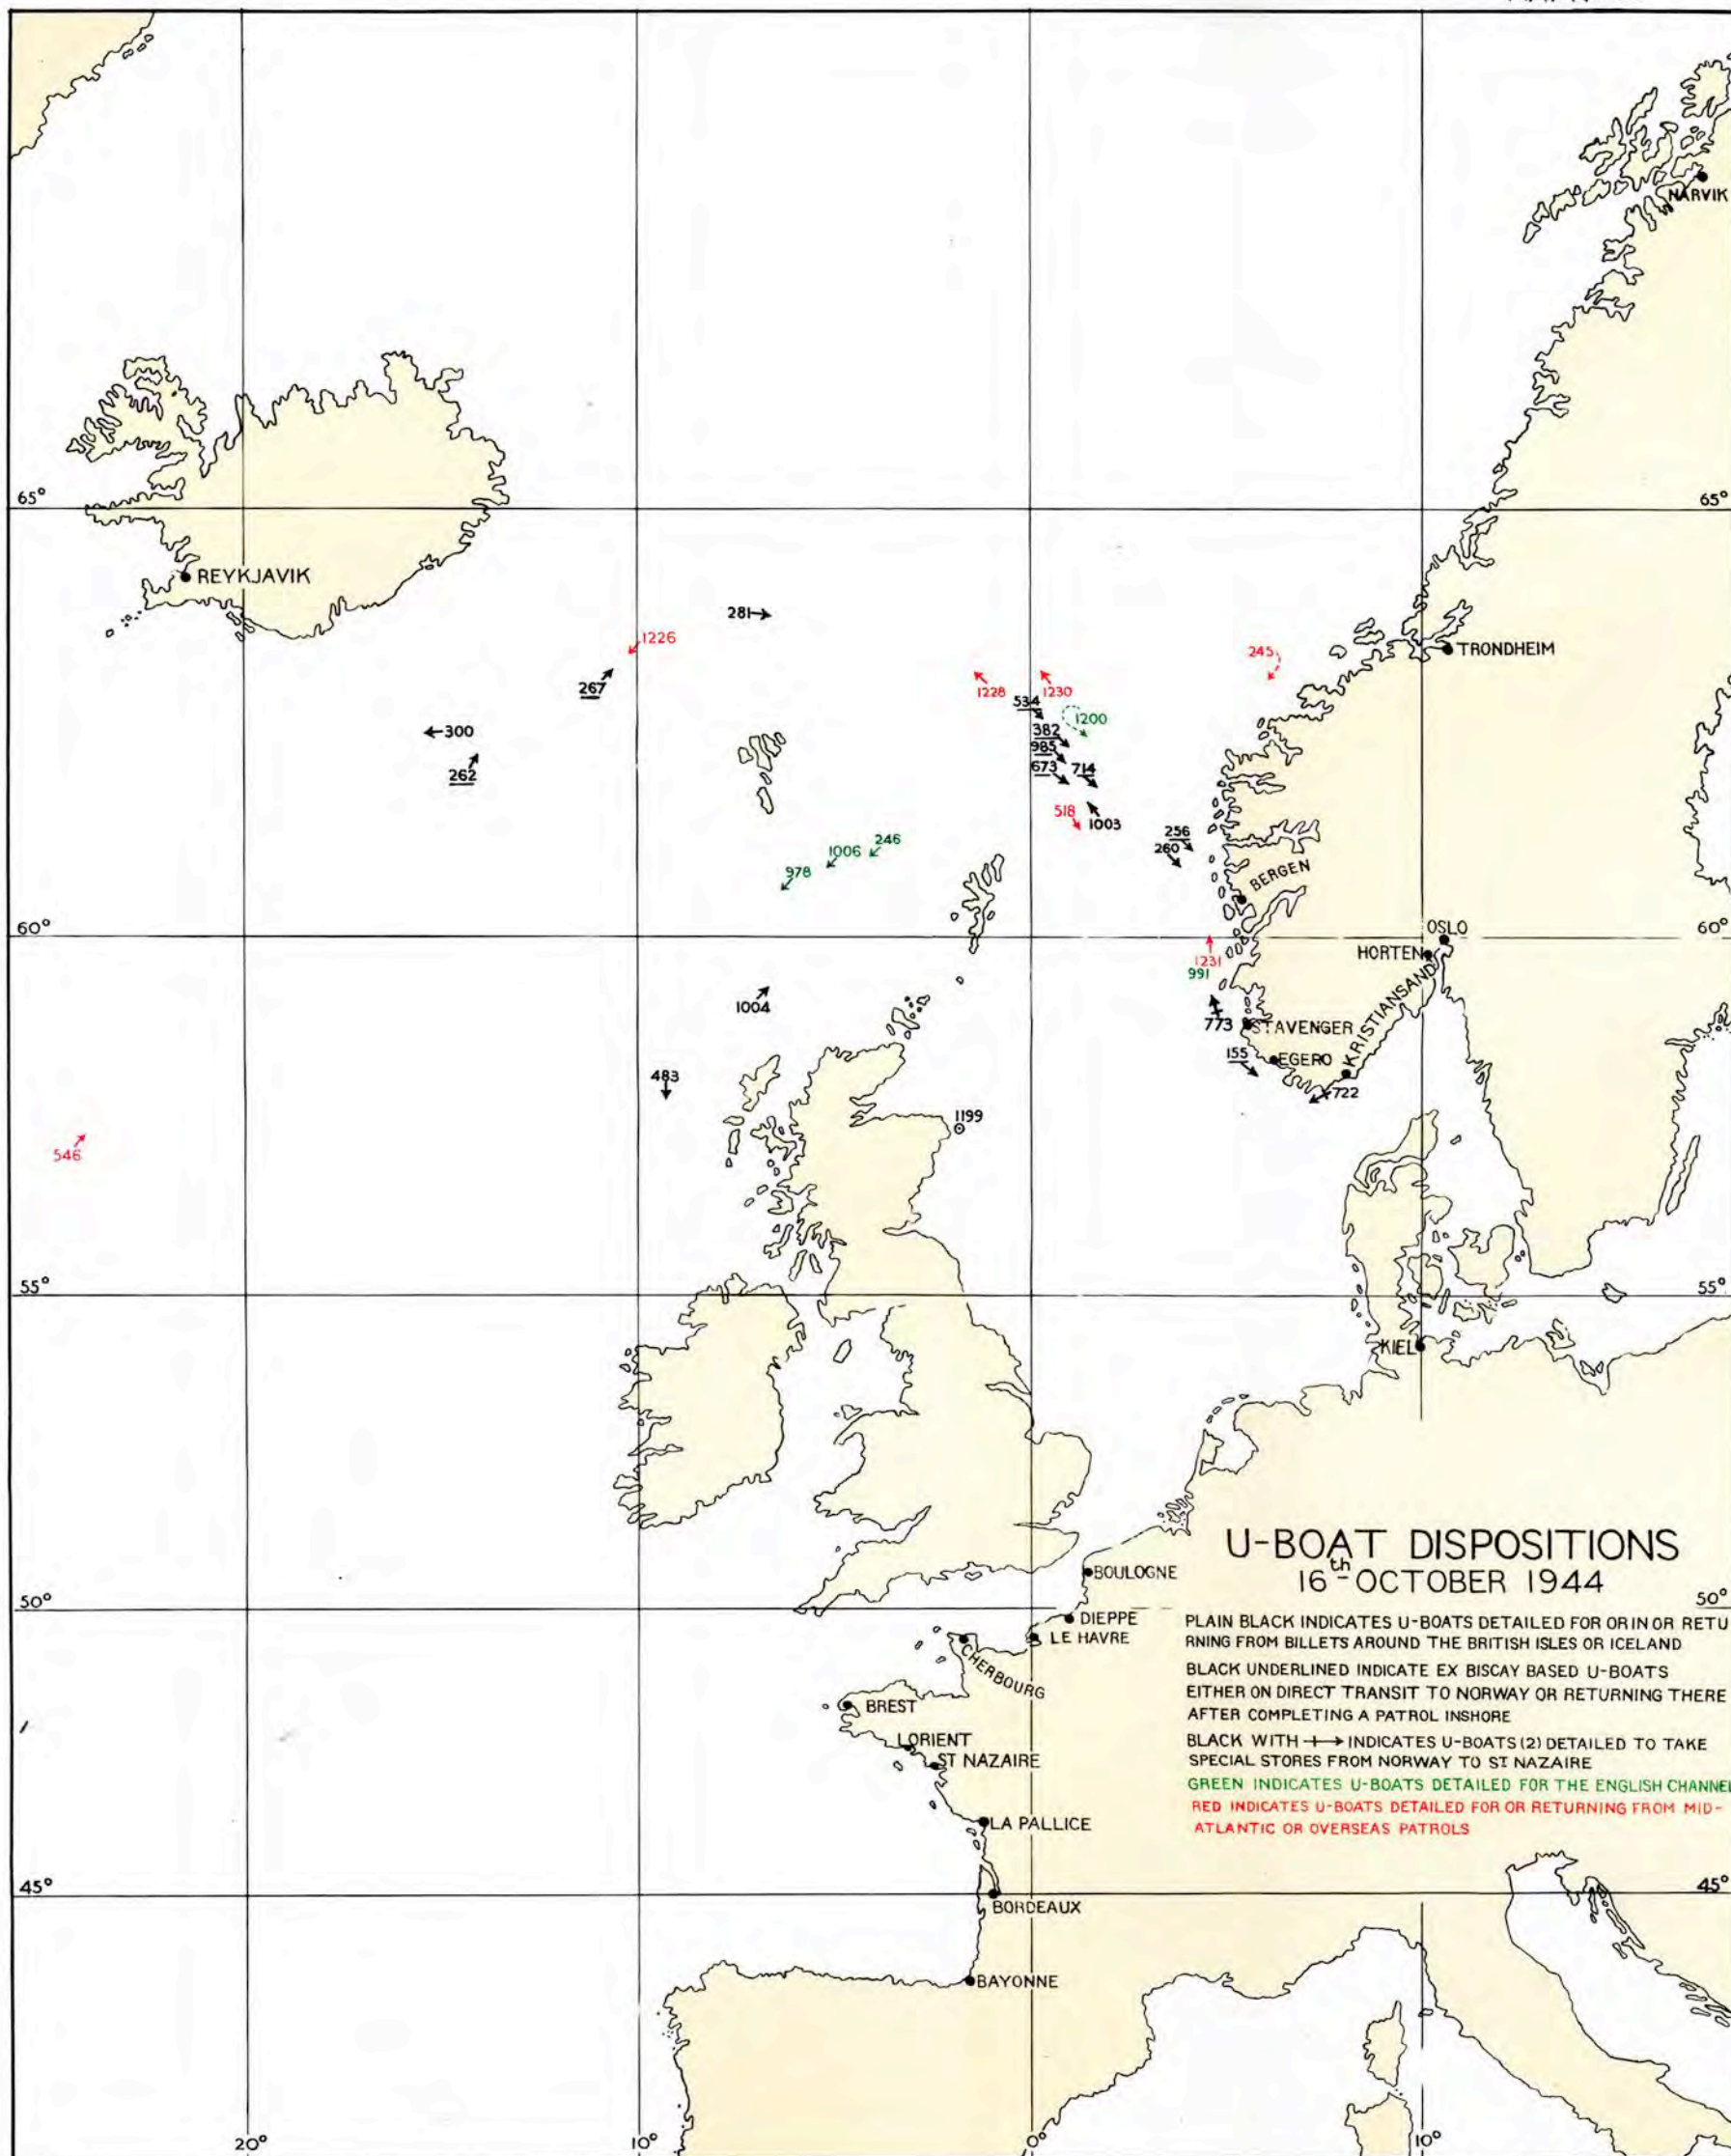 NARVIK
65°
65°
REYKJAVIK
281
1226
245
TRONDHEIM
267
1228
1230
534
1200
300
382
985
262
673
714
518
1003
256
246
1006
260
978
BERGEN
60°
60°
OSLO
HORTEN
1231
991
KRISTIANSAND
1004
773
STAVENGER
155
EGERO
483
722
1199
546
55°
55°
KIEL
U-BOAT DISPOSITIONS
16th OCTOBER 1944
BOULOGNE
50°
50°
DIEPPE
LE HAVRE
CHERBOURG
PLAIN BLACK INDICATES U-BOATS DETAILED FOR OR IN OR RETU
RNING FROM BILLETS AROUND THE BRITISH ISLES OR ICELAND
BLACK UNDERLINED INDICATE EX BISCAY BASED U-BOATS
EITHER ON DIRECT TRANSIT TO NORWAY OR RETURNING THERE
AFTER COMPLETING A PATROL INSHORE
BREST
LORIENT
ST NAZAIRE
BLACK WITH INDICATES U-BOATS (2) DETAILED TO TAKE
SPECIAL STORES FROM NORWAY TO ST NAZAIRE
GREEN INDICATES U-BOATS DETAILED FOR THE ENGLISH CHANNEL
RED INDICATES U-BOATS DETAILED FOR OR RETURNING FROM MID-
ATLANTIC OR OVERSEAS PATROLS
LA PALLICE
45°
45°
BORDEAUX
BAYONNE
20°
10°
0°
10°